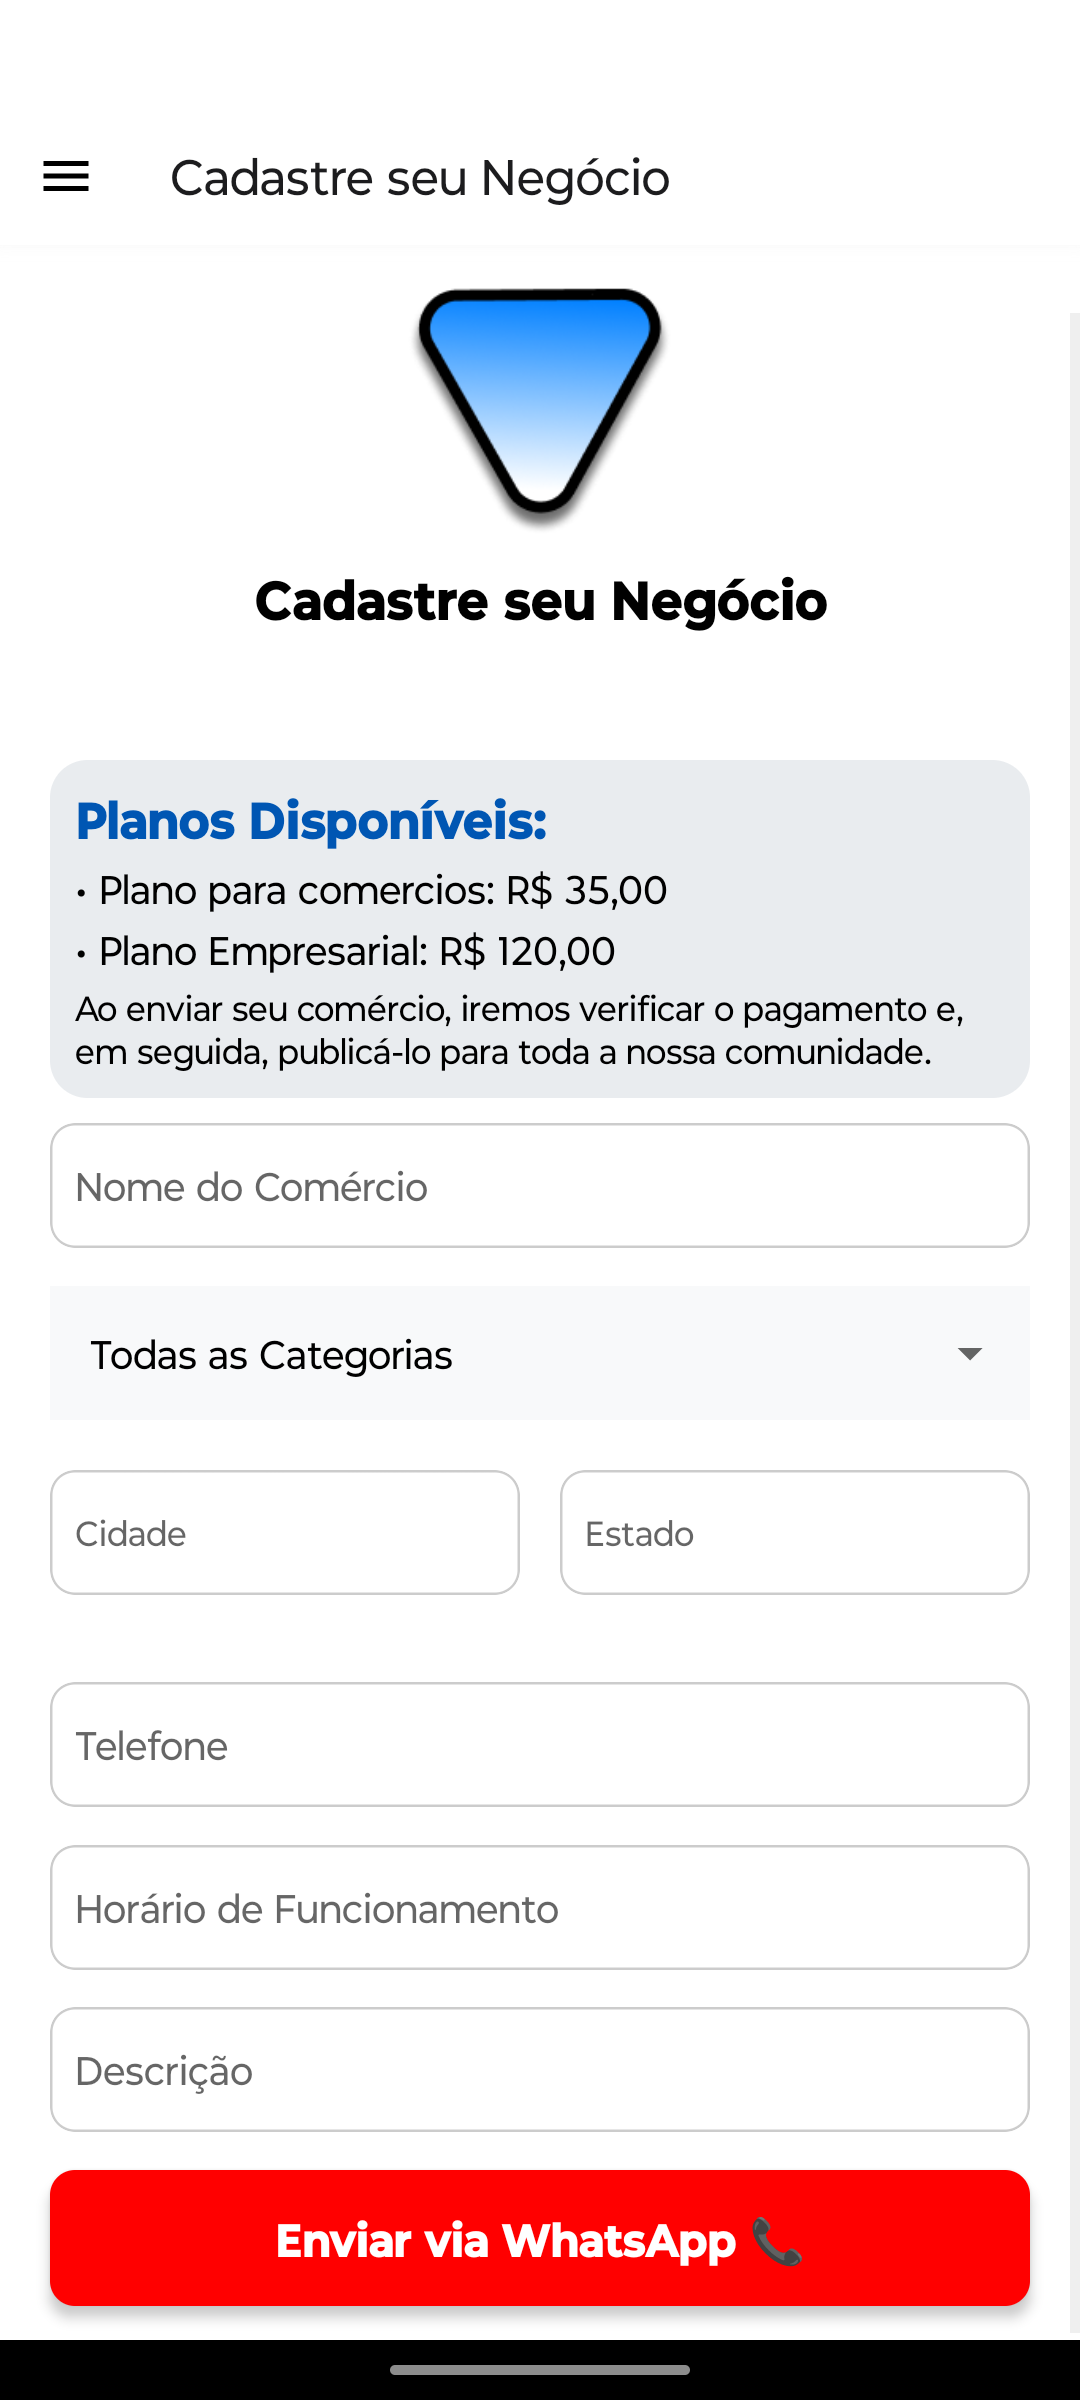 Cadastre seu Negócio
Cadastre seu Negócio
Planos Disponíveis:
• Plano para comercios: R$ 35,00
• Plano Empresarial: R$ 120,00
Ao enviar seu comércio, iremos verificar o pagamento e,
em seguida, publicá-lo para toda a nossa comunidade.
Nome do Comércio
Todas as Categorias
Cidade
Estado
Telefone
Horário de Funcionamento
Descrição
Enviar via WhatsApp 📞